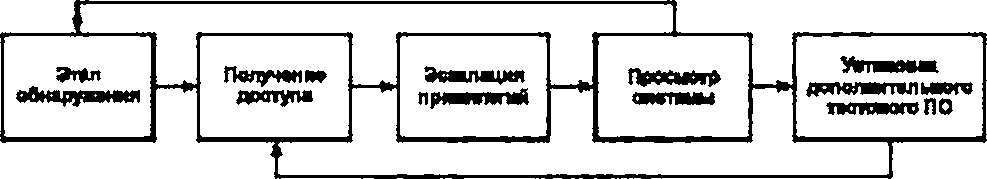 Этап
обнаружения
Получение
доступа
Эскалация
привилегий
Просмотр
системы
Установка
дополнительного
тестового ПО